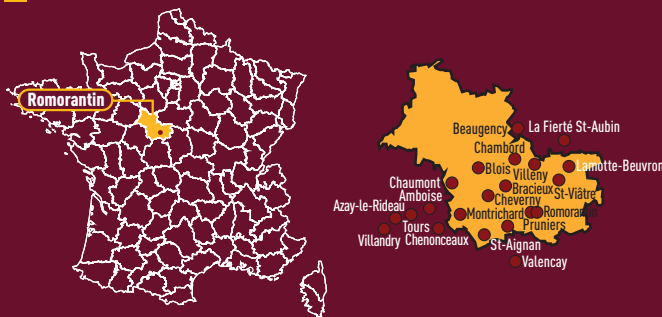 Romorantin
Beaugency
La Fierté St-Aubin
Chambord
Lamotte-Beuvron
Blois
Villeny
Chaumont
Bracieux
St-Viâtre
Amboise
Cheverny
Azay-le-Rideau
Montrichard
Romorantin
Tours
Pruniers
Villandry
Chenonceaux
St-Aignan
Valencay